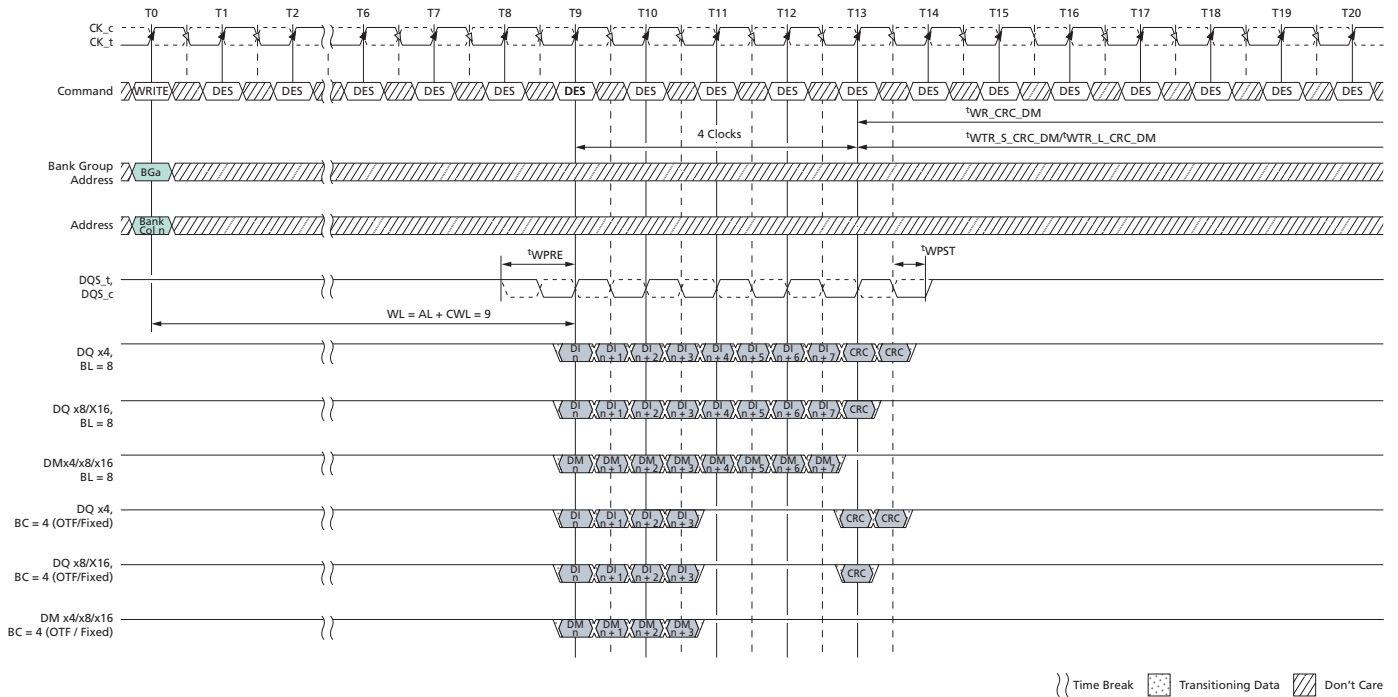 T0 T1 T2 T6 T7 T8 T9 T10 T11 T12 T13 T14 T15 T16 T17 T18 T19 T20
CK_c
CK_t
Command WRITE DES DES DES DES DES DES DES DES DES DES DES DES DES DES DES DES DES
tWR_CRC_DM
4 Clocks tWTR_S_CRC_DM/tWTR_L_CRC_DM
Bank Group
Address
BGa
Address
Bank
Col n
tWPRE tWPST
DQS_t,
DQS_c
WL = AL + CWL = 9
DQ x4,
BL = 8
DI n DI n + 1 DI n + 2 DI n + 3 DI n + 4 DI n + 5 DI n + 6 DI n + 7 CRC CRC
DQ x8/X16,
BL = 8
DI n DI n + 1 DI n + 2 DI n + 3 DI n + 4 DI n + 5 DI n + 6 DI n + 7 CRC
DMx4/x8/x16
BL = 8
DM n DM n + 1 DM n + 2 DM n + 3 DM n + 4 DM n + 5 DM n + 6 DM n + 7
DQ x4,
BC = 4 (OTF/Fixed)
DI n DI n + 1 DI n + 2 DI n + 3 CRC CRC
DQ x8/X16,
BC = 4 (OTF/Fixed)
DI n DI n + 1 DI n + 2 DI n + 3 CRC
DM x4/x8/x16
BC = 4 (OTF / Fixed)
DM n DM n + 1 DM n + 2 DM n + 3
Time Break Transitioning Data Don't Care